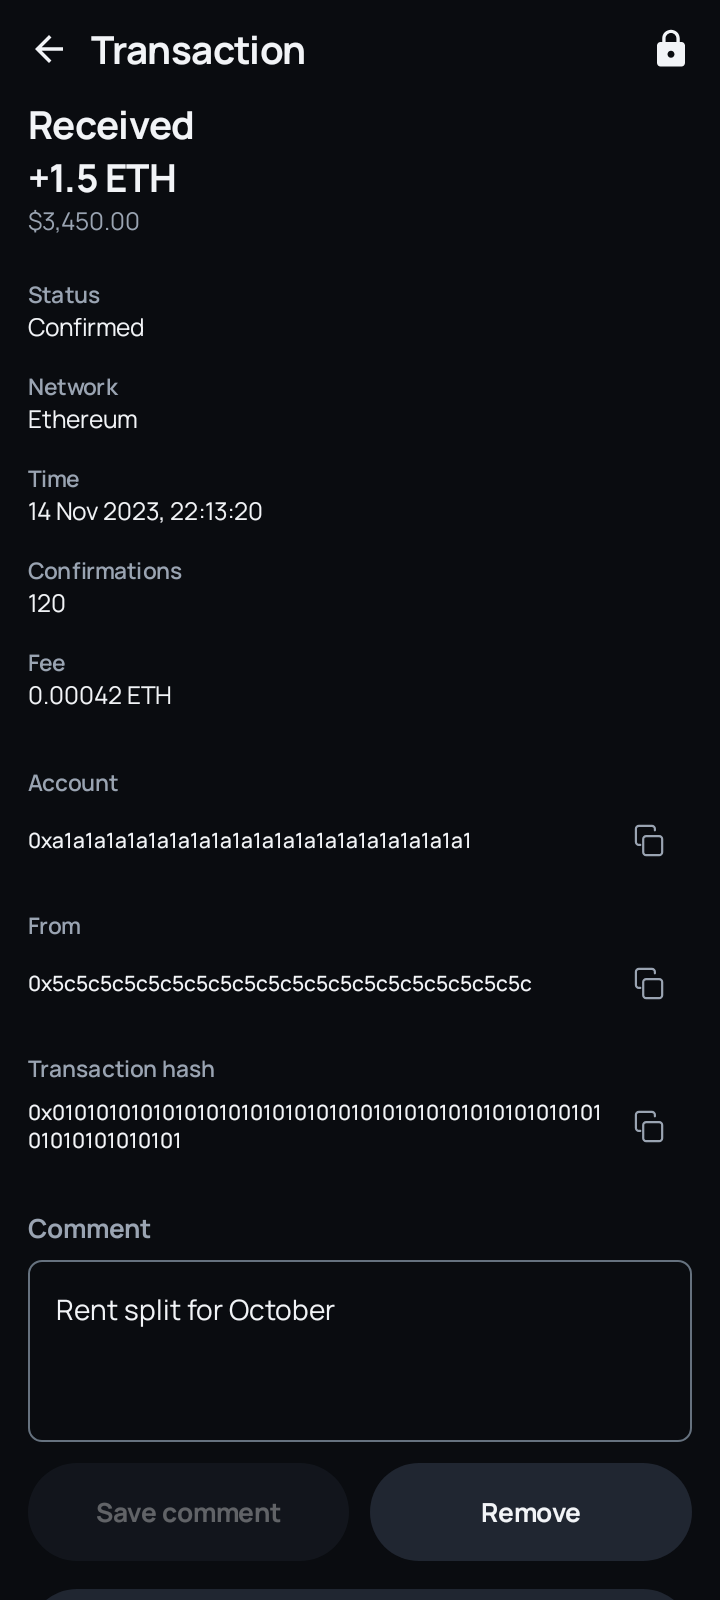 Transaction
Received
+1.5 ETH
$3,450.00
Status
Confirmed
Network
Ethereum
Time
14 Nov 2023, 22:13:20
Confirmations
120
Fee
0.00042 ETH
Account
0xa1a1a1a1a1a1a1a1a1a1a1a1a1a1a1a1a1a1a1a1
From
0x5c5c5c5c5c5c5c5c5c5c5c5c5c5c5c5c5c5c5c5c
Transaction hash
0x01010101010101010101010101010101010101010101010101
01010101010101
Comment
Rent split for October
Save comment
Remove